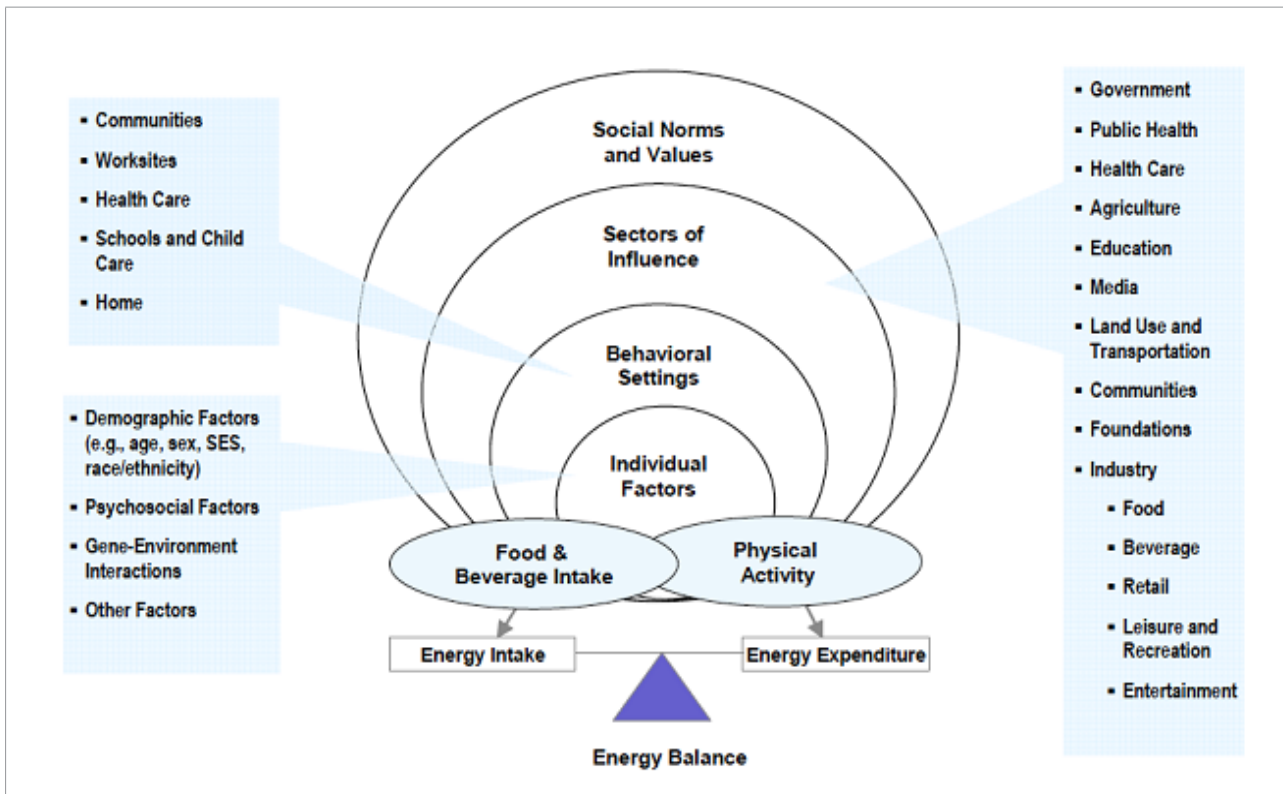 ▪ Communities
▪ Worksites
▪ Health Care
▪ Schools and Child
Care
▪ Home
▪ Demographic Factors
(e.g., age, sex, SES,
race/ethnicity)
▪ Psychosocial Factors
▪ Gene-Environment
Interactions
▪ Other Factors
Social Norms
and Values
Sectors of
Influence
Behavioral
Settings
Individual
Factors
Food &
Beverage Intake
Physical
Activity
Energy Intake
Energy Expenditure
Energy Balance
▪ Government
▪ Public Health
▪ Health Care
▪ Agriculture
▪ Education
▪ Media
▪ Land Use and
Transportation
▪ Communities
▪ Foundations
▪ Industry
▪ Food
▪ Beverage
▪ Retail
▪ Leisure and
Recreation
▪ Entertainment